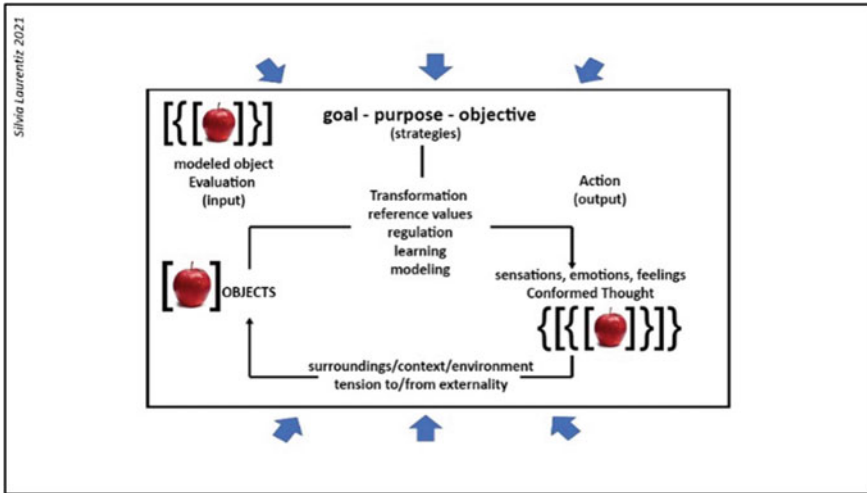 Silvia Laurentiz 2021
[{[ ]}]
modeled object
Evaluation
(input)
goal - purpose - objective
(strategies)
Transformation
reference values
regulation
learning
modeling
Action
(output)
[ ] OBJECTS
sensations, emotions, feelings
Conformed Thought
{[{[ ]}]}
surroundings/context/environment
tension to/from externality